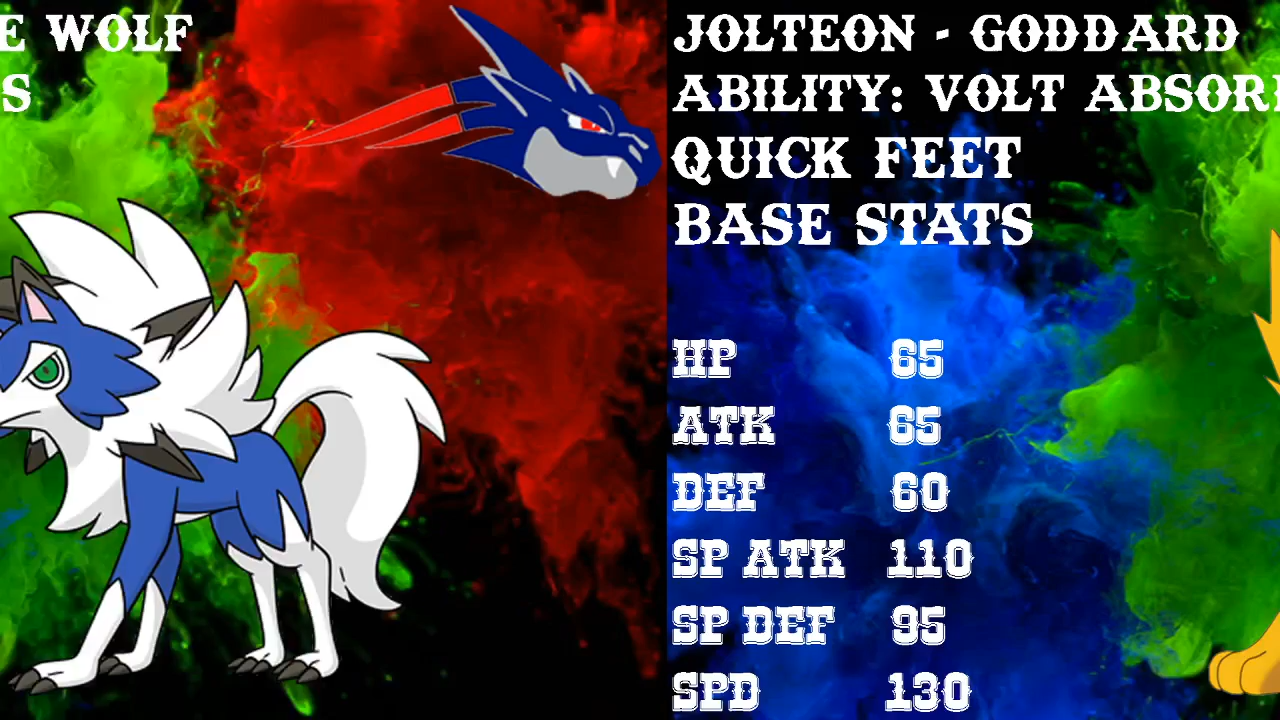 E WOLF
S
JOLTEON - GODDARD
ABILITY: VOLT ABSOR
QUICK FEET
BASE STATS
HP 65
ATK 65
DEF 60
SP ATK 110
SP DEF 95
SPD 130